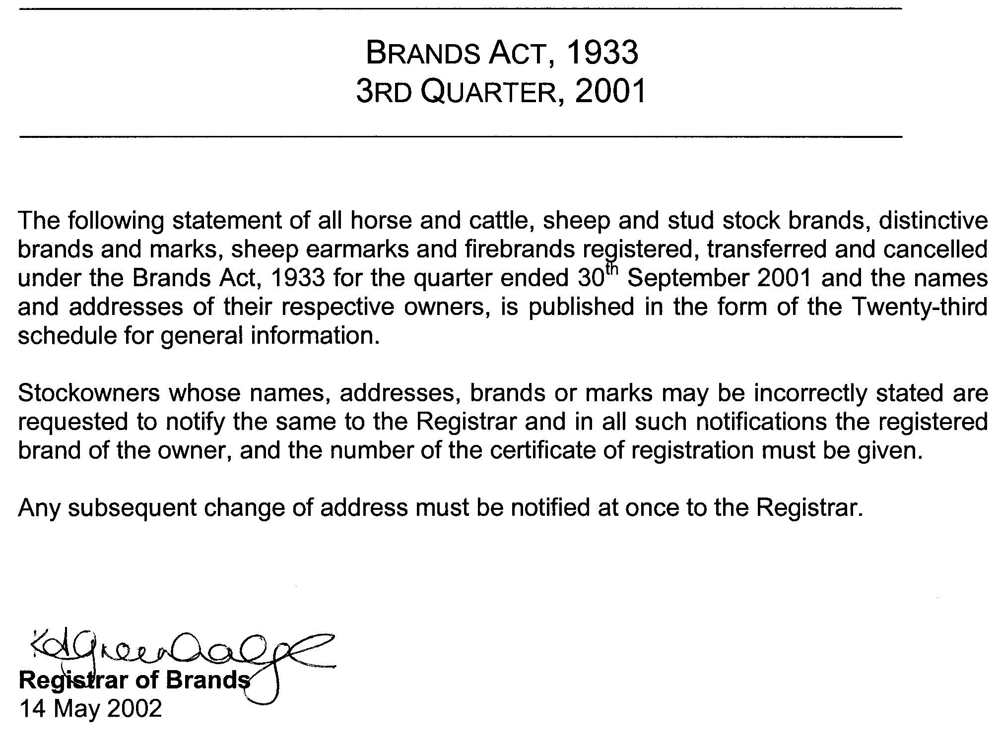 BRANDS ACT, 1933
3RD QUARTER, 2001
The following statement of all horse and cattle, sheep and stud stock brands, distinctive
brands and marks, sheep earmarks and firebrands registered, transferred and cancelled
under the Brands Act, 1933 for the quarter ended 30th September 2001 and the names
and addresses of their respective owners, is published in the form of the Twenty-third
schedule for general information.
Stockowners whose names, addresses, brands or marks may be incorrectly stated are
requested to notify the same to the Registrar and in all such notifications the registered
brand of the owner, and the number of the certificate of registration must be given.
Any subsequent change of address must be notified at once to the Registrar.
Registrar of Brands
14 May 2002